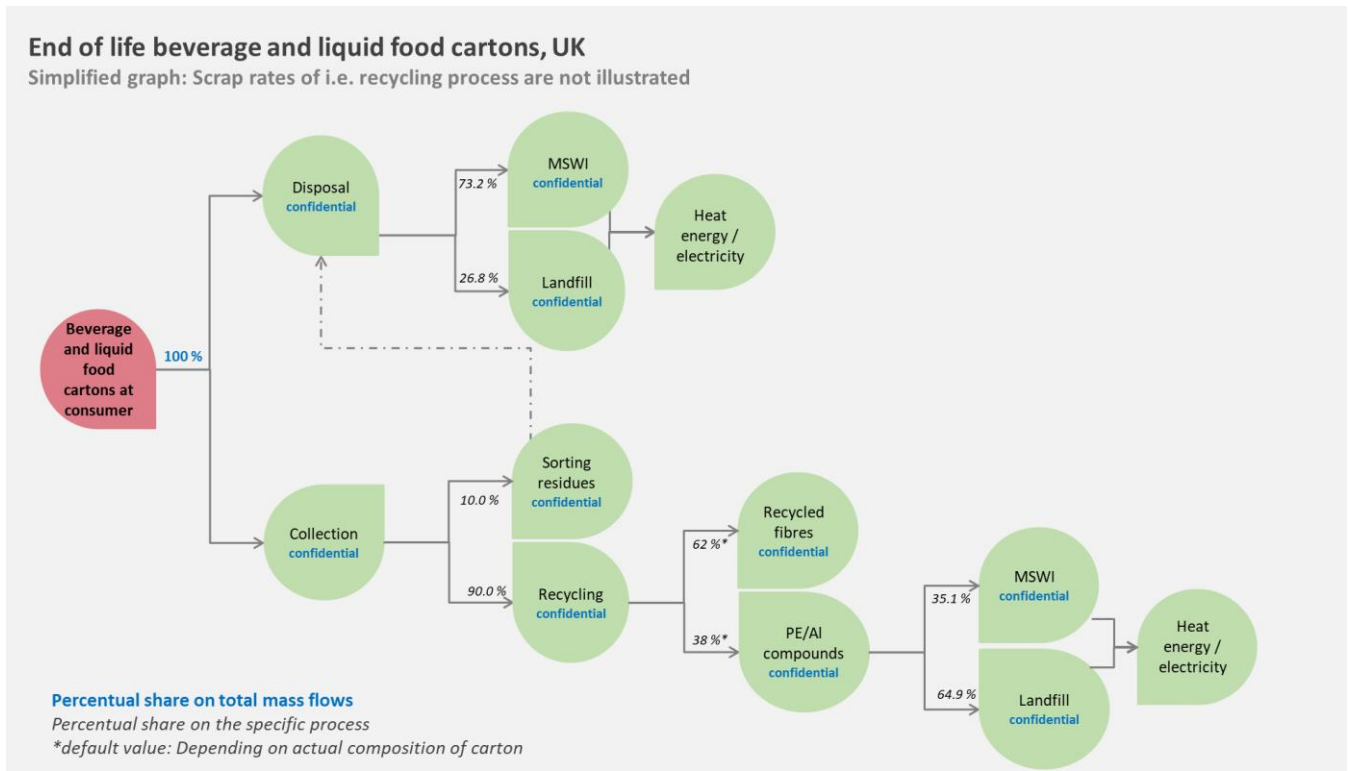 End of life beverage and liquid food cartons, UK
Simplified graph: Scrap rates of i.e. recycling process are not illustrated
MSWI
confidential
Disposal
confidential
73.2 %
Heat
energy /
electricity
26.8 %
Landfill
confidential
Beverage
and liquid
food
cartons at
consumer
100 %
Sorting
residues
confidential
10.0 %
Collection
confidential
90.0 %
Recycling
confidential
Recycled
fibres
confidential
62 %*
38 %*
PE/Al
compounds
confidential
MSWI
confidential
35.1 %
Heat
energy /
electricity
64.9 %
Landfill
confidential
Percentual share on total mass flows
Percentual share on the specific process
*default value: Depending on actual composition of carton